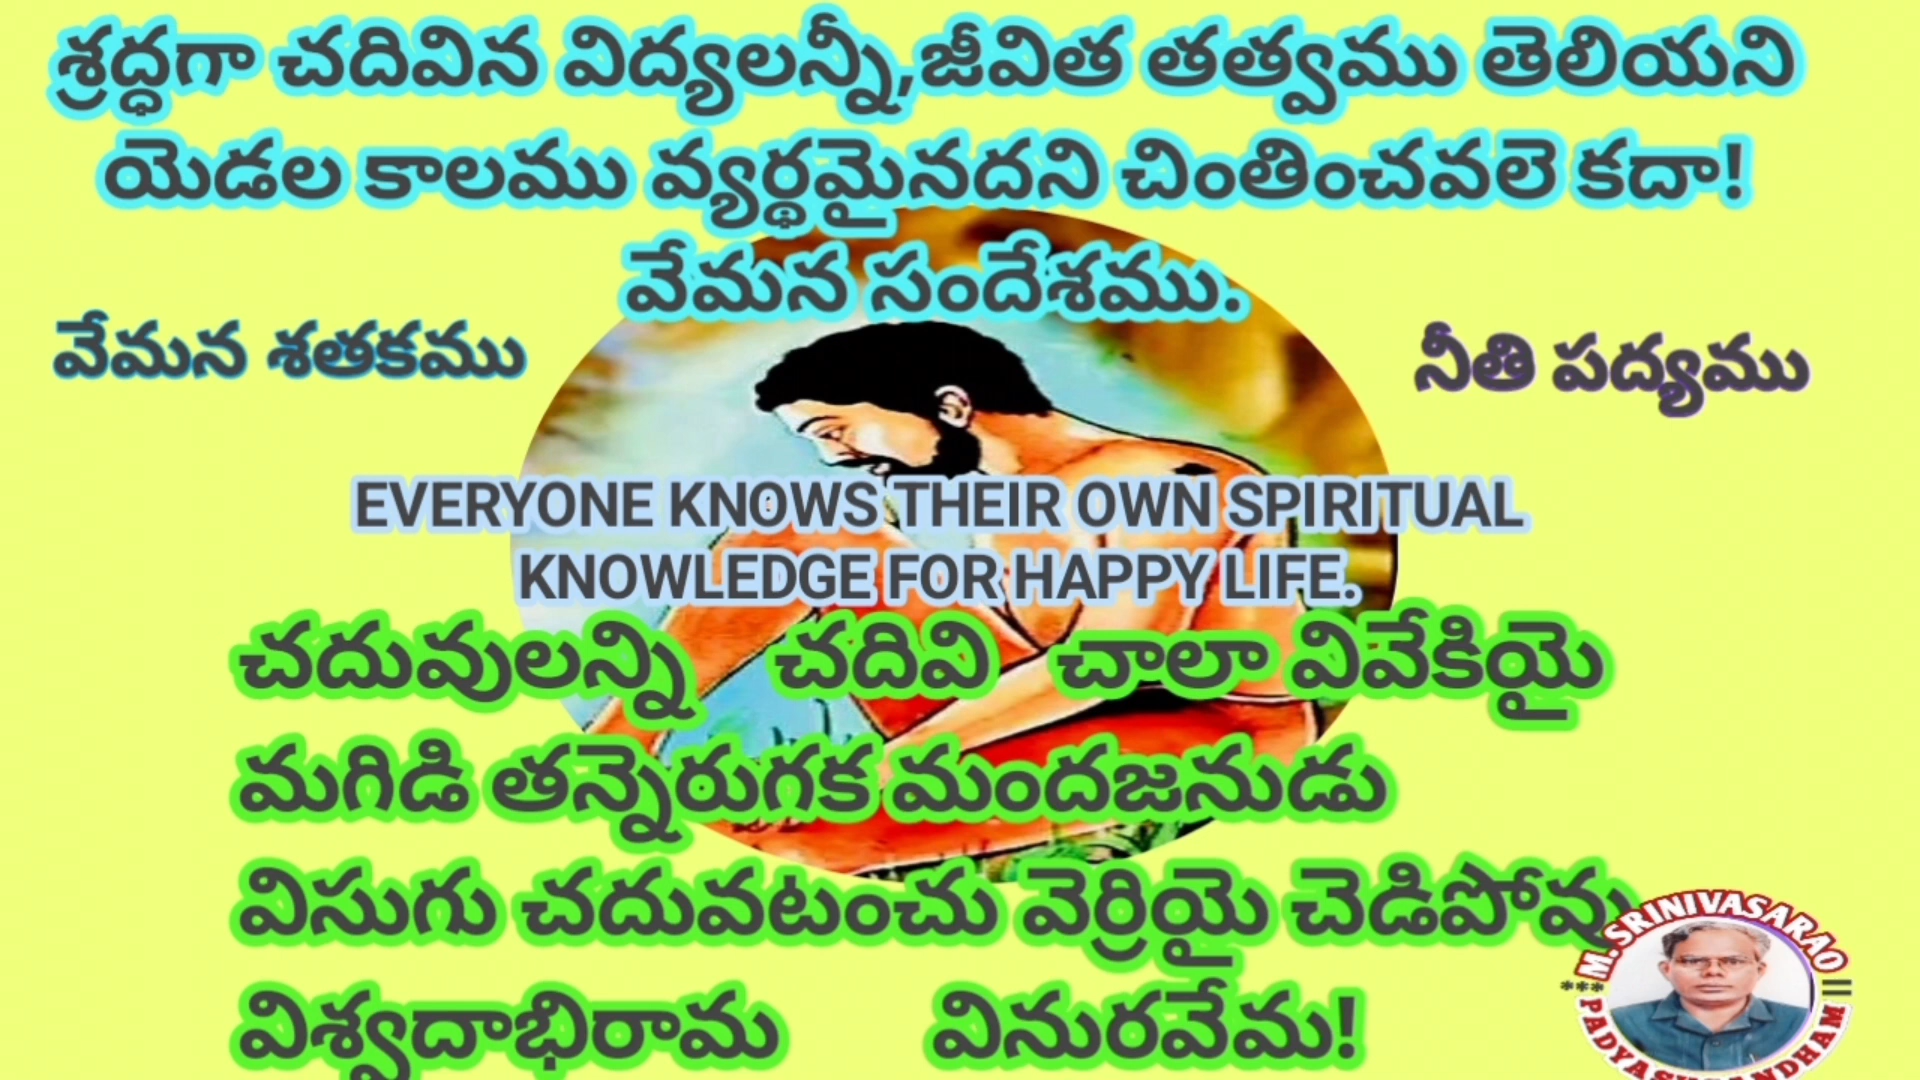 శ్రద్ధగా చదివిన విద్యలన్నీ,జీవిత తత్వము తెలియని
యెడల కాలము వ్యర్థమైనదని చింతించవలె కదా!
వేమన సందేశము.
వేమన శతకము
నీతి పద్యము
EVERYONE KNOWS THEIR OWN SPIRITUAL
KNOWLEDGE FOR HAPPY LIFE.
చదువులన్ని చదివి చాలా వివేకియై
మగిడి తన్నెరుగక మందజనుడు
విసుగు చదువటంచు వెర్రియై చెడిపోవు
విశ్వదాభిరామ వినురవేమ!
M.SRINIVASARAO